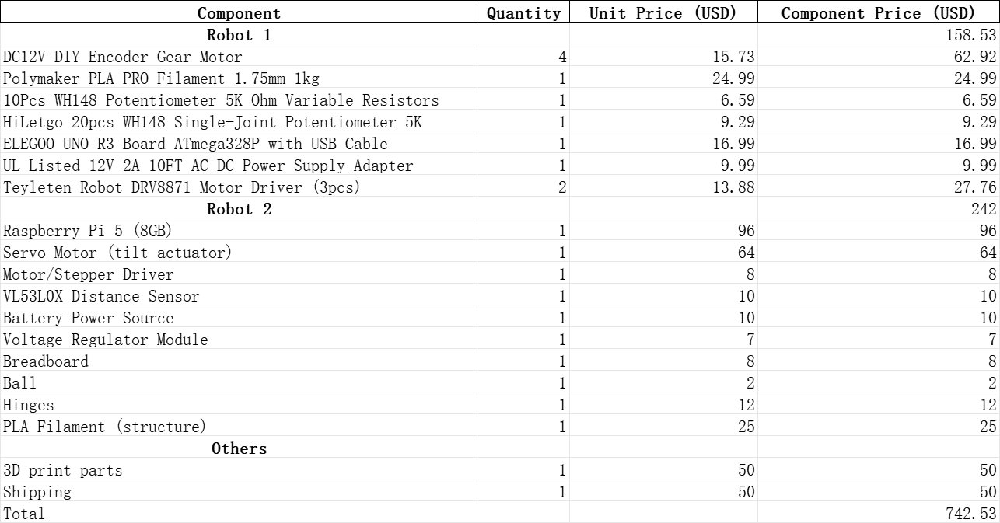 Component Quantity Unit Price (USD) Component Price (USD)
Robot 1 158.53
DC12V DIY Encoder Gear Motor 4 15.73 62.92
Polymaker PLA PRO Filament 1.75mm 1kg 1 24.99 24.99
10Pcs WH148 Potentiometer 5K Ohm Variable Resistors 1 6.59 6.59
HiLetgo 20pcs WH148 Single-Joint Potentiometer 5K 1 9.29 9.29
ELEGOO UNO R3 Board ATmega328P with USB Cable 1 16.99 16.99
UL Listed 12V 2A 10FT AC DC Power Supply Adapter 1 9.99 9.99
Teyleten Robot DRV8871 Motor Driver (3pcs) 2 13.88 27.76
Robot 2 242
Raspberry Pi 5 (8GB) 1 96 96
Servo Motor (tilt actuator) 1 64 64
Motor/Stepper Driver 1 8 8
VL53L0X Distance Sensor 1 10 10
Battery Power Source 1 10 10
Voltage Regulator Module 1 7 7
Breadboard 1 8 8
Ball 1 2 2
Hinges 1 12 12
PLA Filament (structure) 1 25 25
Others
3D print parts 1 50 50
Shipping 1 50 50
Total 742.53